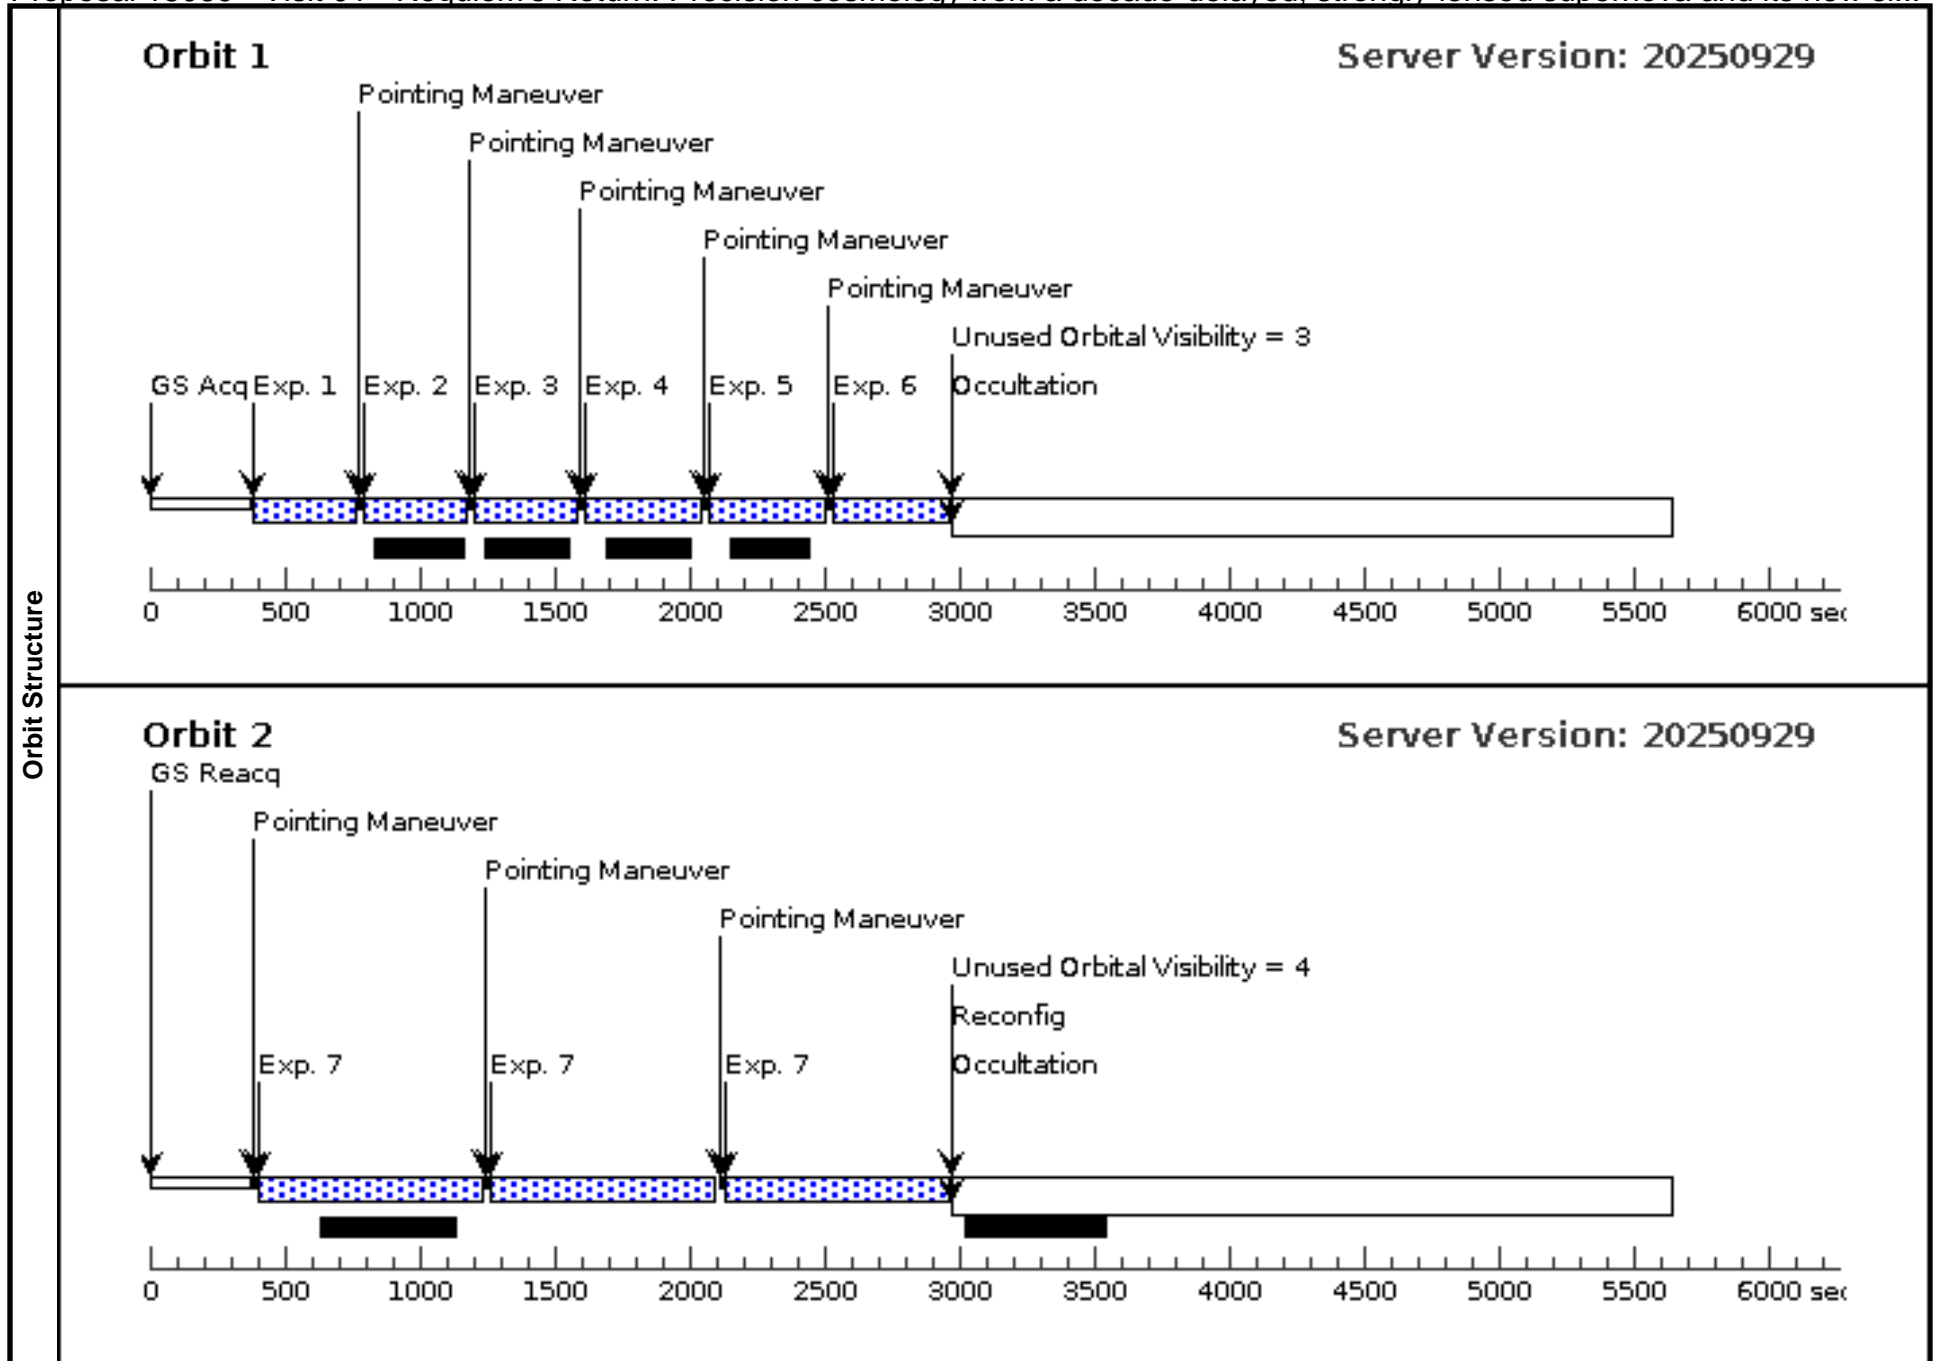 Orbit Structure
Orbit 1
Server Version: 20250929
Pointing Maneuver
Pointing Maneuver
Pointing Maneuver
Pointing Maneuver
Pointing Maneuver
Unused Orbital Visibility = 3
GS Acq Exp. 1 Exp. 2 Exp. 3 Exp. 4 Exp. 5 Exp. 6 Occultation
0 500 1000 1500 2000 2500 3000 3500 4000 4500 5000 5500 6000 sec
Orbit 2
Server Version: 20250929
GS Reacq
Pointing Maneuver
Pointing Maneuver
Pointing Maneuver
Unused Orbital Visibility = 4
Reconfig
Exp. 7 Exp. 7 Exp. 7 Occultation
0 500 1000 1500 2000 2500 3000 3500 4000 4500 5000 5500 6000 sec